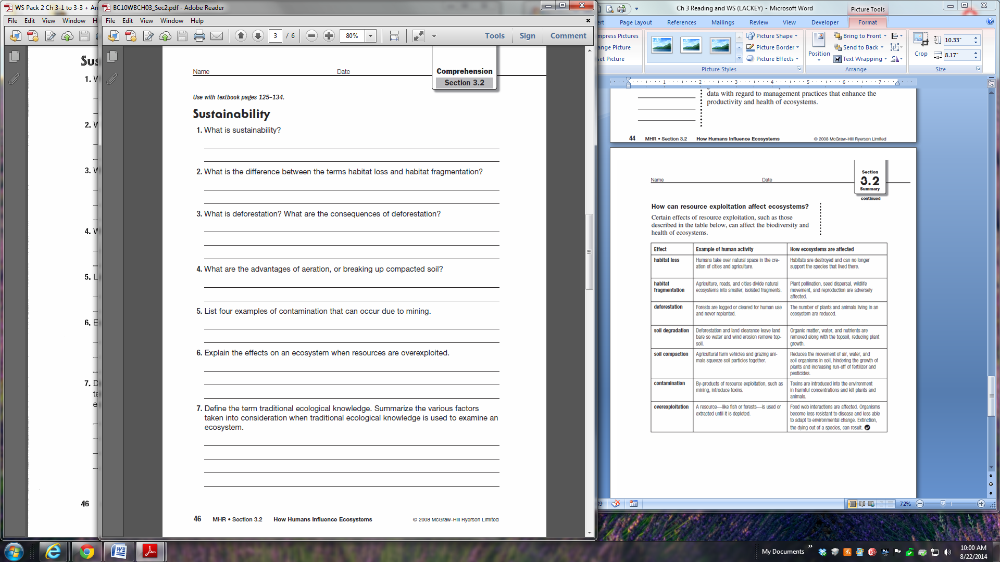 WS Pack 2 Ch 3-1 to 3-3 + An
File Edit View Window H
Sus
1. W
2. W
3. W
4. W
5. L
6. E
7. D
ta
e
46
BC10WBCH03_Sec2.pdf - Adobe Reader
File Edit View Window Help
3 / 6 80% Tools Sign Comment
Name Date Comprehension
Section 3.2
Use with textbook pages 125–134.
Sustainability
1. What is sustainability?
2. What is the difference between the terms habitat loss and habitat fragmentation?
3. What is deforestation? What are the consequences of deforestation?
4. What are the advantages of aeration, or breaking up compacted soil?
5. List four examples of contamination that can occur due to mining.
6. Explain the effects on an ecosystem when resources are overexploited.
7. Define the term traditional ecological knowledge. Summarize the various factors
taken into consideration when traditional ecological knowledge is used to examine an
ecosystem.
46 MHR • Section 3.2 How Humans Influence Ecosystems © 2008 McGraw-Hill Ryerson Limited
Ch 3 Reading and WS (LACKEY) - Microsoft Word Picture Tools
ert Page Layout References Mailings Review View Developer Format
mpress Pictures
ange Picture
set Picture
Picture Shape
Picture Border
Picture Effects
Picture Styles
Position
Bring to Front
Send to Back
Text Wrapping
Arrange
Crop
10.33"
8.17"
Size
1 2 3 4 5 6 7
data with regard to management practices that enhance the
productivity and health of ecosystems.
44 MHR • Section 3.2 How Humans Influence Ecosystems © 2008 McGraw-Hill Ryerson Limited
Name Date
Section
3.2
Summary
continued
How can resource exploitation affect ecosystems?
Certain effects of resource exploitation, such as those
described in the table below, can affect the biodiversity and
health of ecosystems.
Effect Example of human activity How ecosystems are affected
habitat loss Humans take over natural space in the cre- Habitats are destroyed and can no longer
ation of cities and agriculture. support the species that lived there.
habitat Agriculture, roads, and cities divide natural Plant pollination, seed dispersal, wildlife
fragmentation ecosystems into smaller, isolated fragments. movement, and reproduction are adversely
affected.
deforestation Forests are logged or cleared for human use The number of plants and animals living in an
and never replanted. ecosystem are reduced.
soil degradation Deforestation and land clearance leave land Organic matter, water, and nutrients are
bare so water and wind erosion remove top- removed along with the topsoil, reducing plant
soil. growth.
soil compaction Agricultural farm vehicles and grazing ani- Reduces the movement of air, water, and
mals squeeze soil particles together. soil organisms in soil, hindering the growth of
plants and increasing run-off of fertilizer and
pesticides.
contamination By-products of resource exploitation, such as Toxins are introduced into the environment
mining, introduce toxins. in harmful concentrations and kill plants and
animals.
overexploitation A resource—like fish or forests—is used or Food web interactions are affected. Organisms
extracted until it is depleted. become less resistant to disease and less able
to adapt to environmental change. Extinction,
the dying out of a species, can result.
39 72%
My Documents 10:00 AM
8/22/2014